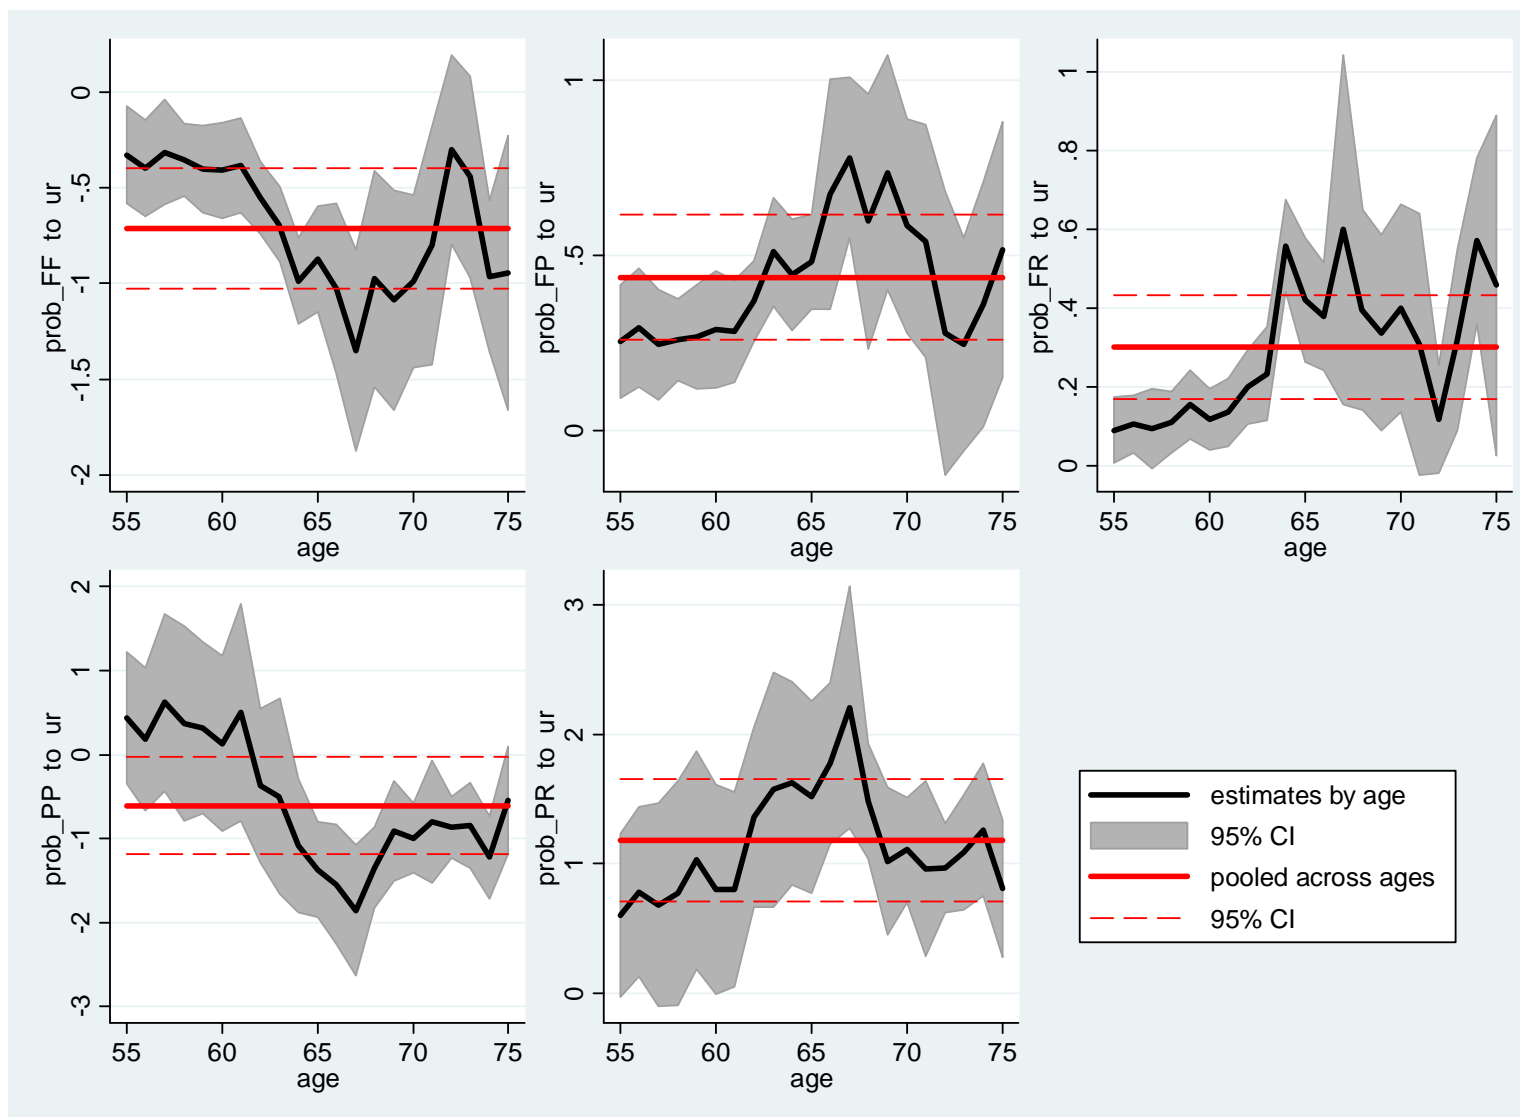 prob_FF to ur
0
-.5
-1
-1.5
-2
55 60 65 70 75
age
prob_FP to ur
1
.5
0
55 60 65 70 75
age
prob_FR to ur
1
.8
.6
.4
.2
0
55 60 65 70 75
age
prob_PP to ur
2
1
0
-1
-2
-3
55 60 65 70 75
age
prob_PR to ur
3
2
1
0
55 60 65 70 75
age
estimates by age
95% CI
pooled across ages
95% CI